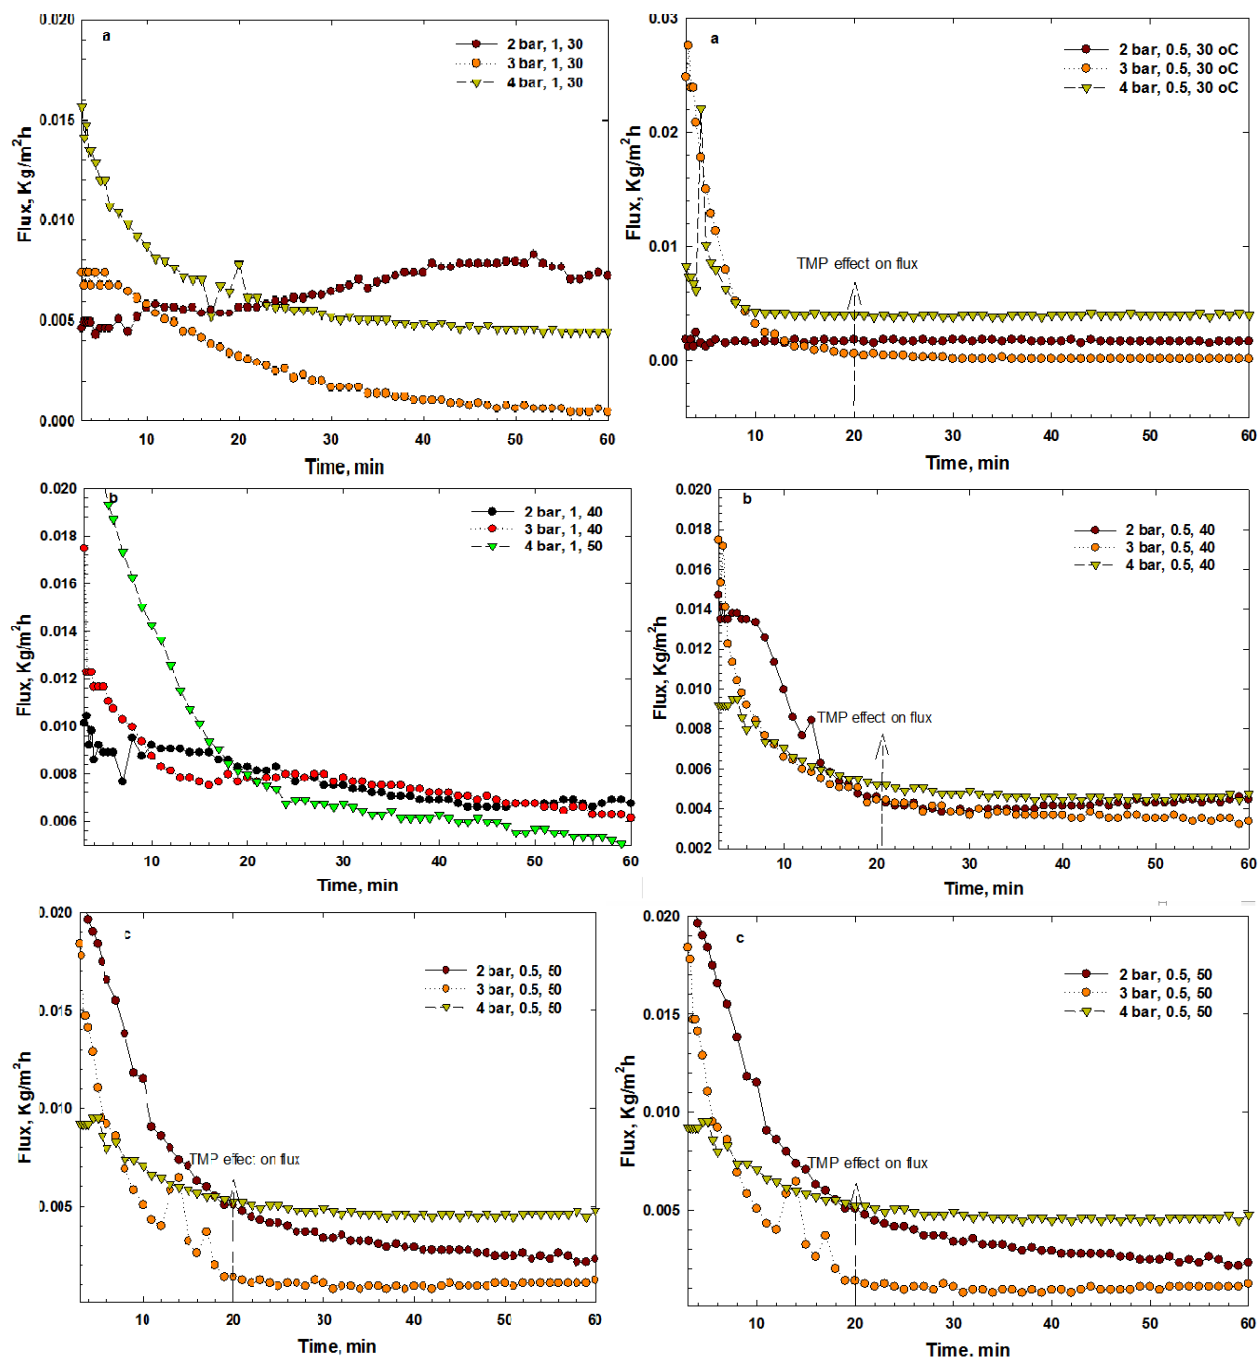 a
2 bar, 1, 30
3 bar, 1, 30
4 bar, 1, 30
0.020
0.015
0.010
0.005
0.000
Flux, Kg/m²h
10 20 30 40 50 60
Time, min
a
2 bar, 0.5, 30 oC
3 bar, 0.5, 30 oC
4 bar, 0.5, 30 oC
0.03
0.02
0.01
0.00
Flux, Kg/m²h
TMP effect on flux
10 20 30 40 50 60
Time, min
b
2 bar, 1, 40
3 bar, 1, 40
4 bar, 1, 50
0.020
0.018
0.016
0.014
0.012
0.010
0.008
0.006
Flux, Kg/m²h
10 20 30 40 50 60
Time, min
b
2 bar, 0.5, 40
3 bar, 0.5, 40
4 bar, 0.5, 40
0.020
0.018
0.016
0.014
0.012
0.010
0.008
0.006
0.004
0.002
Flux, Kg/m²h
TMP effect on flux
10 20 30 40 50 60
Time, min
c
2 bar, 0.5, 50
3 bar, 0.5, 50
4 bar, 0.5, 50
0.020
0.015
0.010
0.005
Flux, Kg/m²h
TMP effect on flux
10 20 30 40 50 60
Time, min
c
2 bar, 0.5, 50
3 bar, 0.5, 50
4 bar, 0.5, 50
0.020
0.015
0.010
0.005
Flux, Kg/m²h
TMP effect on flux
10 20 30 40 50 60
Time, min